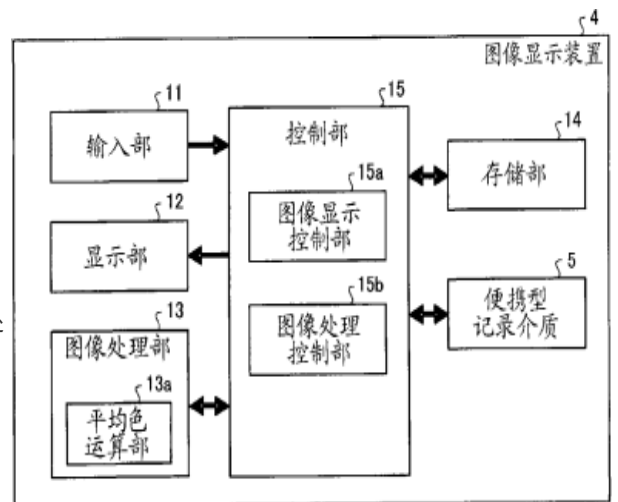 4
图像显示装置
11
输入部
15
控制部
14
存储部
15a
图像显示
控制部
12
显示部
5
便携型
记录介质
15b
图像处理
控制部
13
图像处理部
13a
平均色
运算部